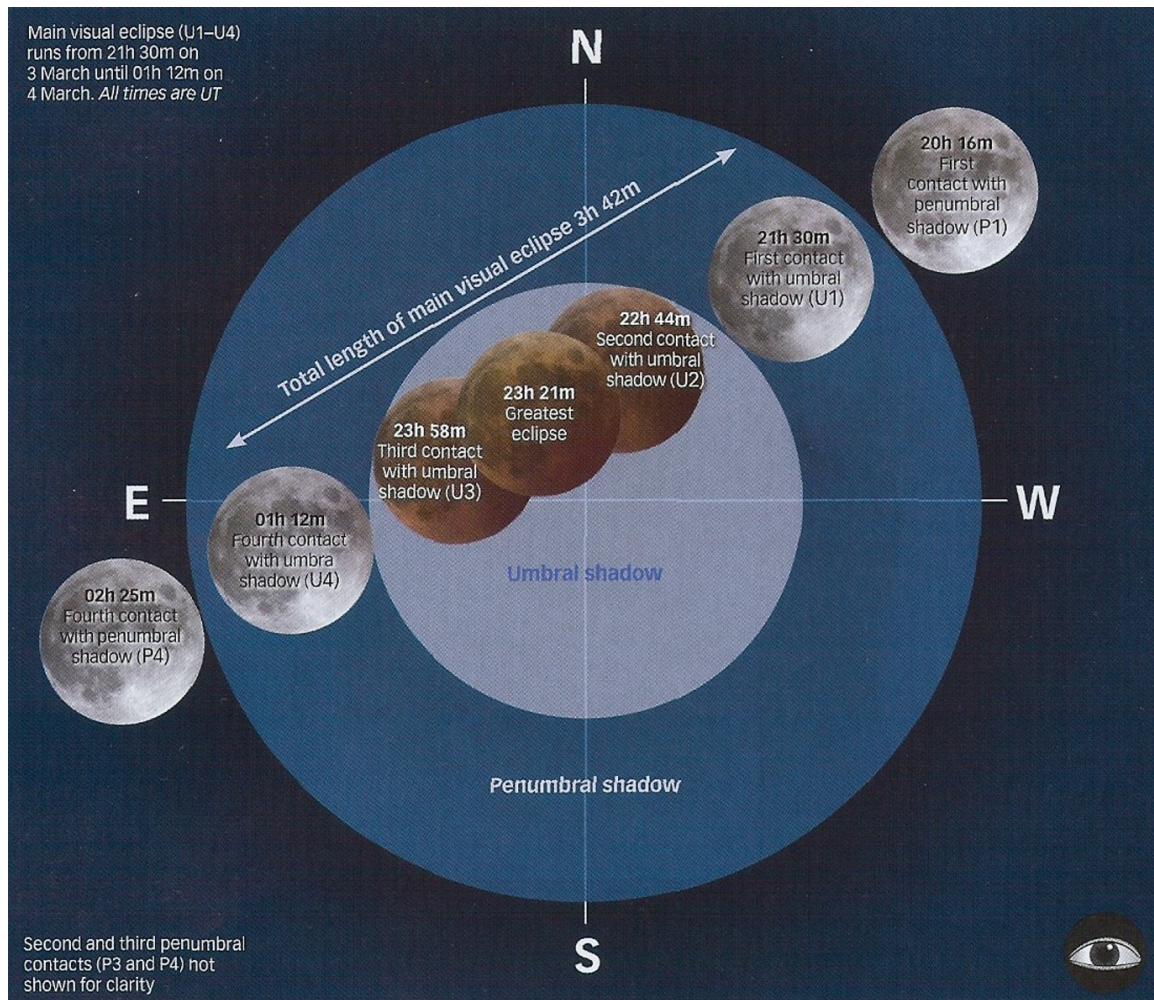 Main visual eclipse (U1–U4)
runs from 21h 30m on
3 March until 01h 12m on
4 March. All times are UT
N
20h 16m
First
contact with
penumbral
shadow (P1)
Total length of main visual eclipse 3h 42m
21h 30m
First contact
with umbral
shadow (U1)
22h 44m
Second contact
with umbral
shadow (U2)
23h 21m
Greatest
eclipse
23h 58m
Third contact
with umbral
shadow (U3)
E
W
01h 12m
Fourth contact
with umbra
shadow (U4)
Umbral shadow
02h 25m
Fourth contact
with penumbral
shadow (P4)
Penumbral shadow
S
Second and third penumbral
contacts (P3 and P4) not
shown for clarity